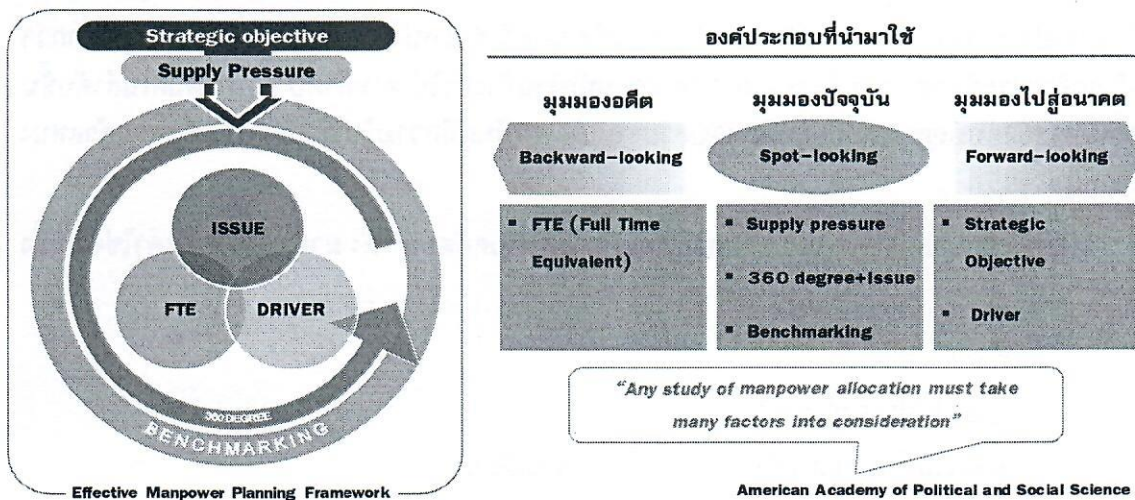 Strategic objective
Supply Pressure
ISSUE
FTE
DRIVER
360 DEGREE
BENCHMARKING
Effective Manpower Planning Framework
องค์ประกอบที่นำมาใช้
มุมมองอดีต
มุมมองปัจจุบัน
มุมมองไปสู่อนาคต
Backward-looking
Spot-looking
Forward-looking
▪ FTE (Full Time
Equivalent)
▪ Supply pressure
▪ 360 degree+Issue
▪ Benchmarking
▪ Strategic
Objective
▪ Driver
"Any study of manpower allocation must take
many factors into consideration"
American Academy of Political and Social Science